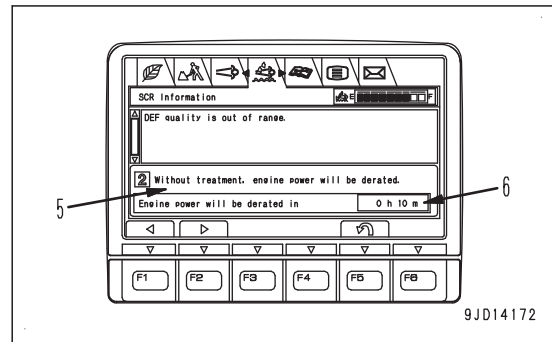 SCR Information
E F
DEF quality is out of range.
2 Without treatment, engine power will be derated.
5
6
Engine power will be derated in 0 h 10 m
F1 F2 F3 F4 F5 F6
9JD14172